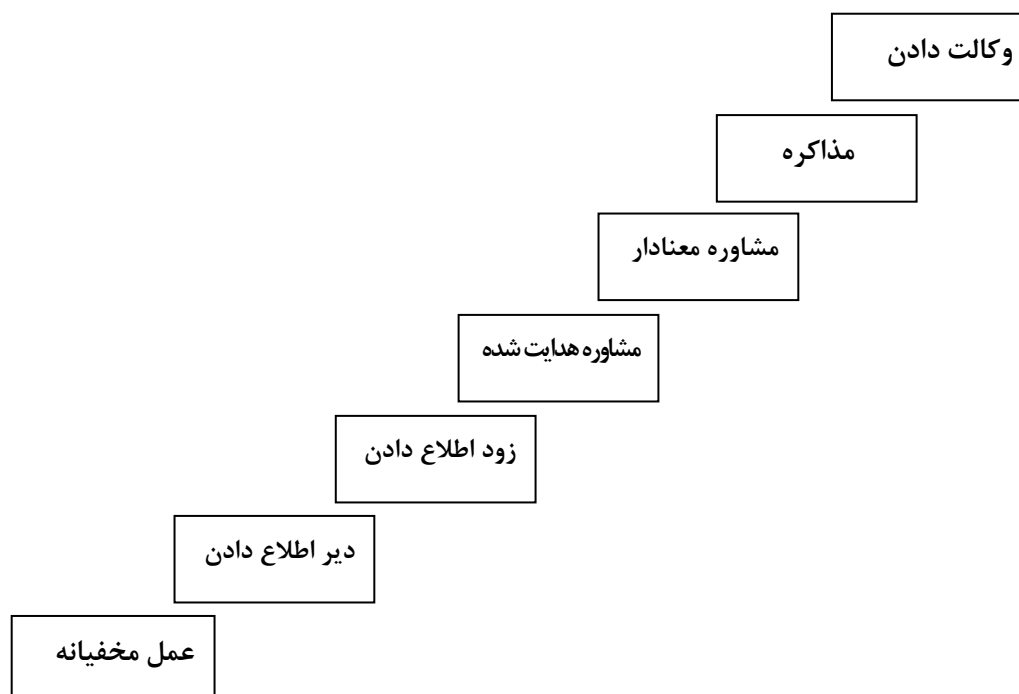 وکالت دادن
مذاکره
مشاوره معنادار
مشاوره هدایت شده
زود اطلاع دادن
دیر اطلاع دادن
عمل مخفیانه